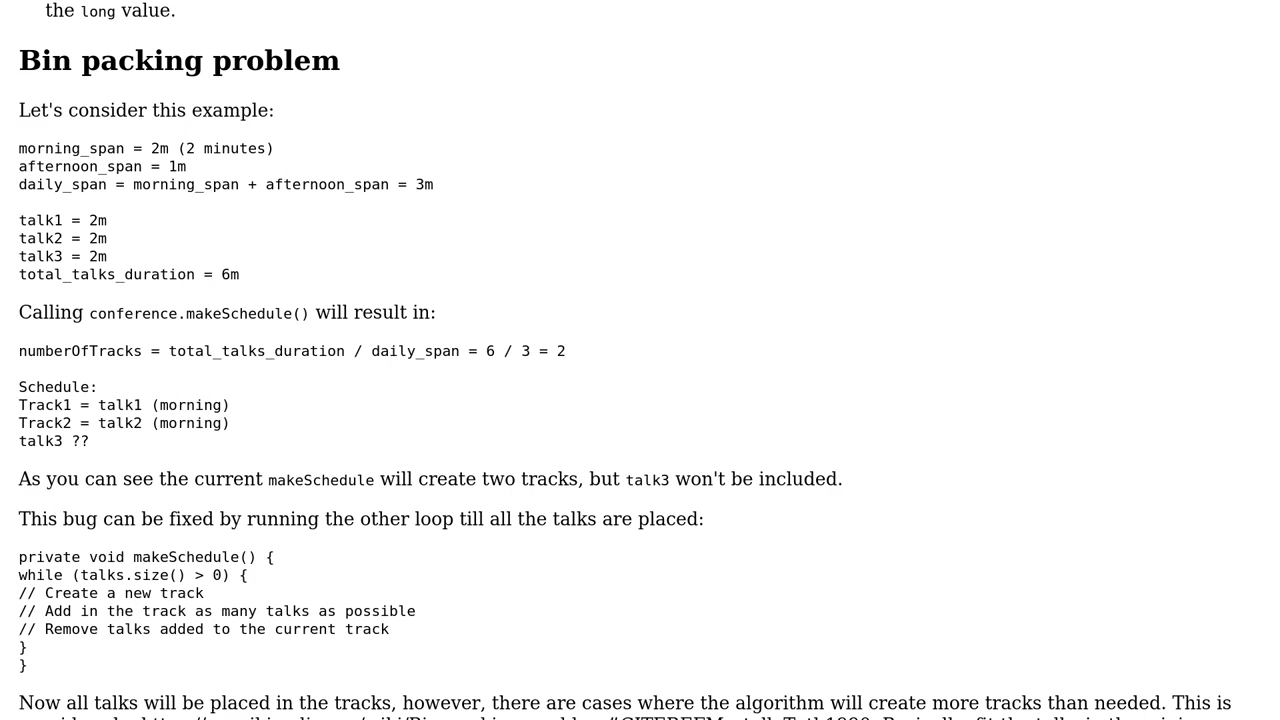 the long value.
Bin packing problem
Let's consider this example:
morning_span = 2m (2 minutes)
afternoon_span = 1m
daily_span = morning_span + afternoon_span = 3m
talk1 = 2m
talk2 = 2m
talk3 = 2m
total_talks_duration = 6m
Calling conference.makeSchedule() will result in:
numberOfTracks = total_talks_duration / daily_span = 6 / 3 = 2
Schedule:
Track1 = talk1 (morning)
Track2 = talk2 (morning)
talk3 ??
As you can see the current makeSchedule will create two tracks, but talk3 won't be included.
This bug can be fixed by running the other loop till all the talks are placed:
private void makeSchedule() {
while (talks.size() > 0) {
// Create a new track
// Add in the track as many talks as possible
// Remove talks added to the current track
}
}
Now all talks will be placed in the tracks, however, there are cases where the algorithm will create more tracks than needed. This is